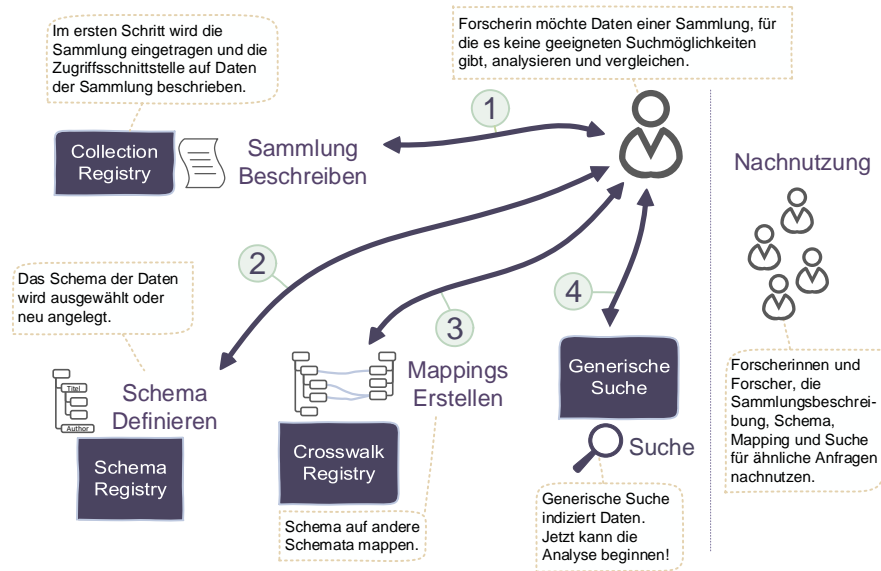 Im ersten Schritt wird die
Sammlung eingetragen und die
Zugriffsschnittstelle auf Daten
der Sammlung beschrieben.
Forscherin möchte Daten einer Sammlung, für
die es keine geeigneten Suchmöglichkeiten
gibt, analysieren und vergleichen.
1
Collection
Registry
Sammlung
Beschreiben
Nachnutzung
2
Das Schema der Daten
wird ausgewählt oder
neu angelegt.
3
4
Titel
Author
Schema
Definieren
Schema
Registry
Mappings
Erstellen
Crosswalk
Registry
Schema auf andere
Schemata mappen.
Generische
Suche
Suche
Generische Suche
indiziert Daten.
Jetzt kann die
Analyse beginnen!
Forscherinnen und
Forscher, die
Sammlungsbeschrei-
bung, Schema,
Mapping und Suche
für ähnliche Anfragen
nachnutzen.